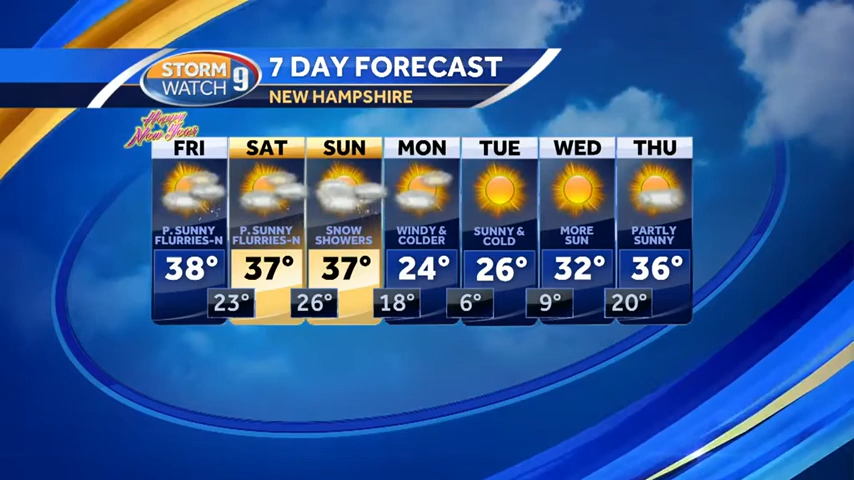 STORM
WATCH 9
7 DAY FORECAST
NEW HAMPSHIRE
Happy
New Year
FRI SAT SUN MON TUE WED THU
P. SUNNY FLURRIES-N
P. SUNNY FLURRIES-N
SNOW SHOWERS
WINDY & COLDER
SUNNY & COLD
MORE SUN
PARTLY SUNNY
38° 37° 37° 24° 26° 32° 36°
23° 26° 18° 6° 9° 20°